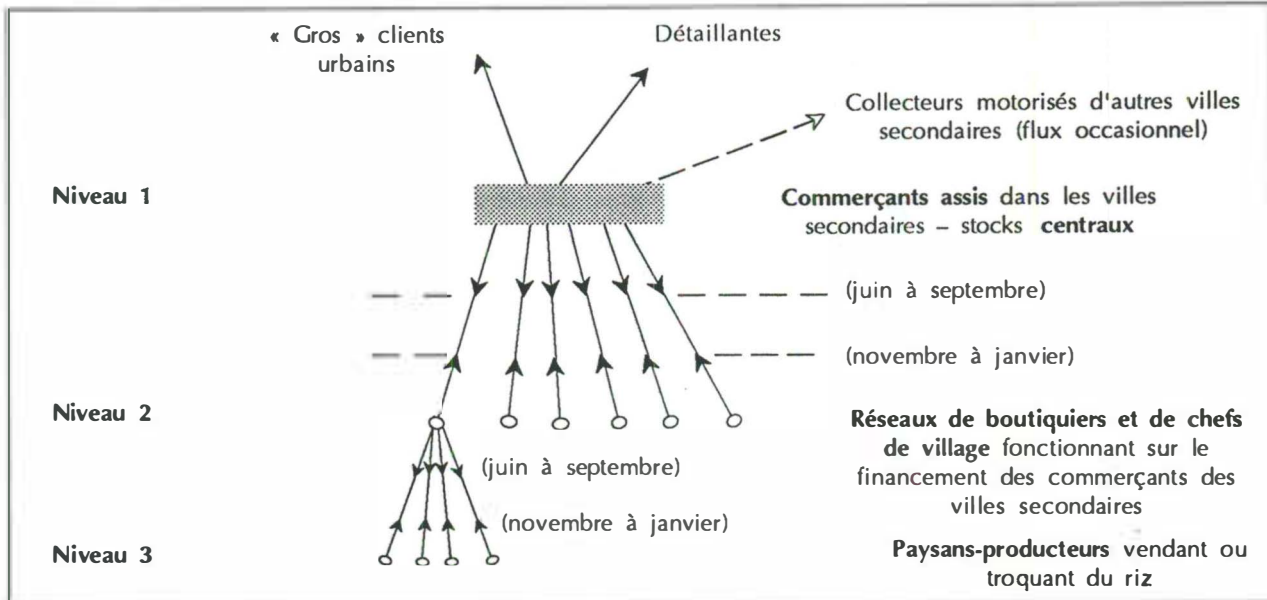 « Gros » clients
urbains
Détaillantes
Collecteurs motorisés d'autres villes
secondaires (flux occasionnel)
Niveau 1
Commerçants assis dans les villes
secondaires – stocks centraux
(juin à septembre)
(novembre à janvier)
Niveau 2
Réseaux de boutiquiers et de chefs
de village fonctionnant sur le
financement des commerçants des
villes secondaires
(juin à septembre)
(novembre à janvier)
Niveau 3
Paysans-producteurs vendant ou
troquant du riz